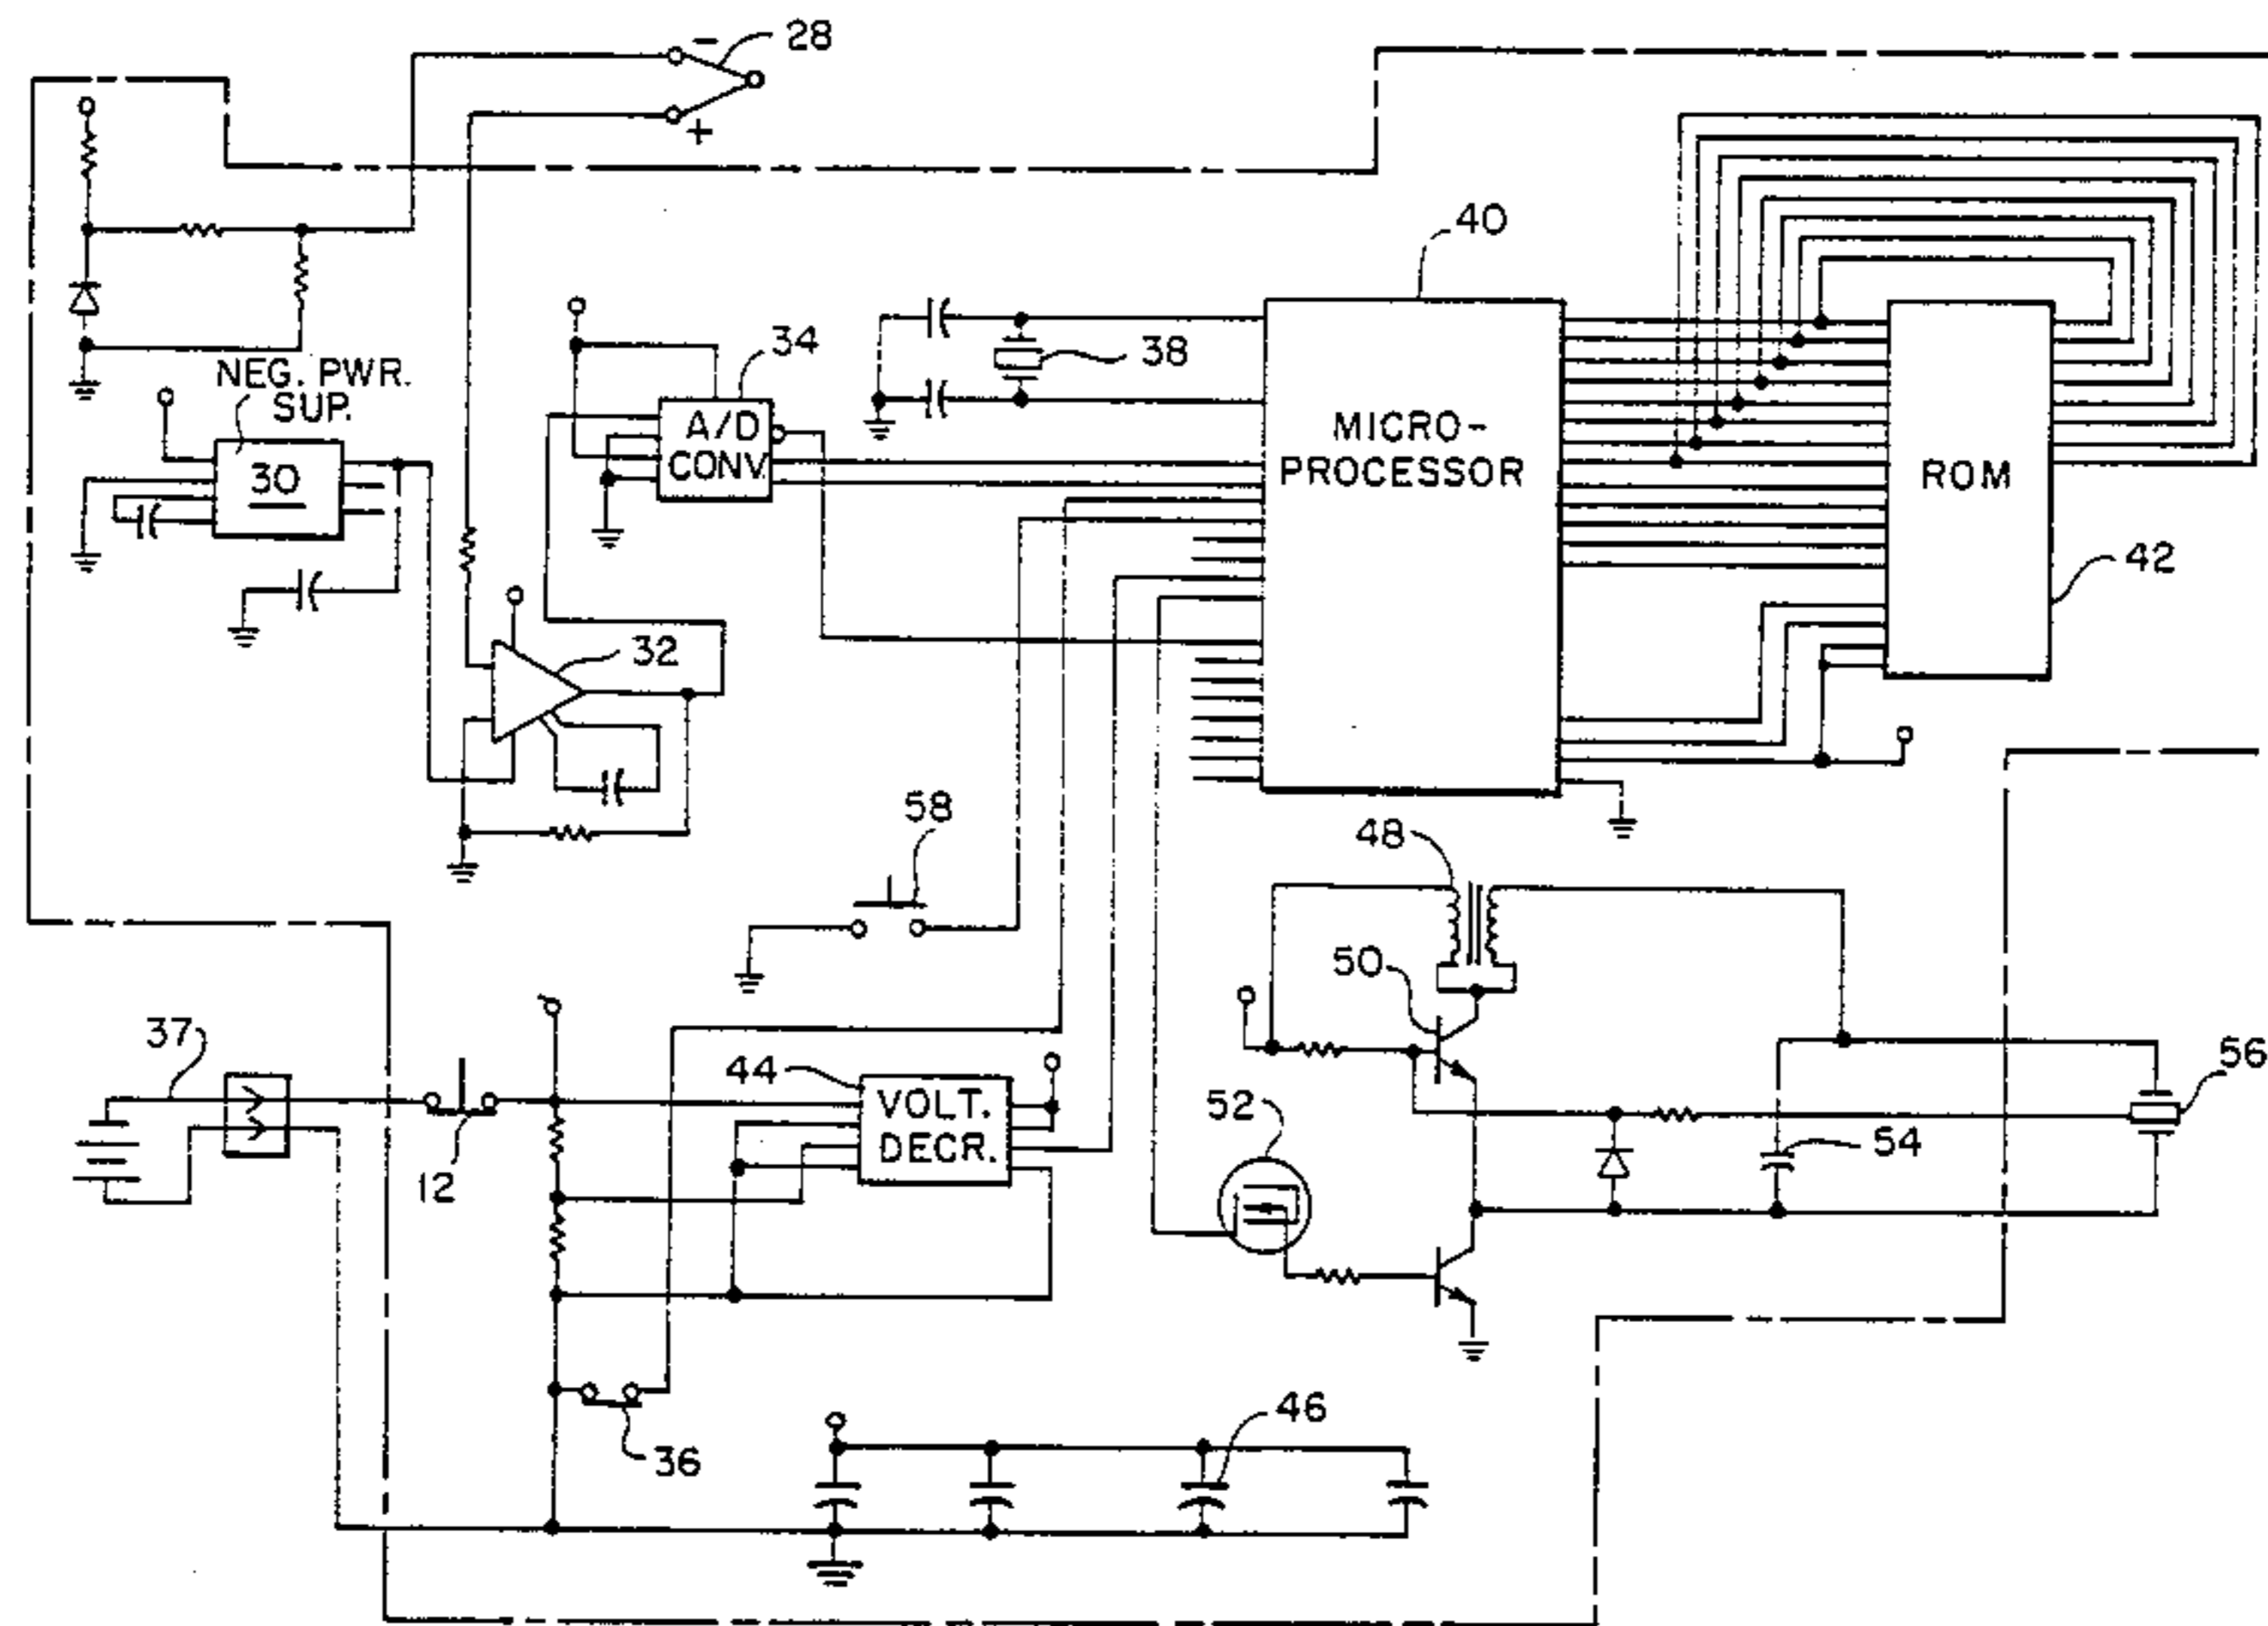 28
-
+
40
34
38
NEG. PWR.
SUP.
A/D
CONV.
MICRO-
PROCESSOR
ROM
30
42
32
58
48
50
37
44
VOLT.
DECR.
52
56
54
12
46
36